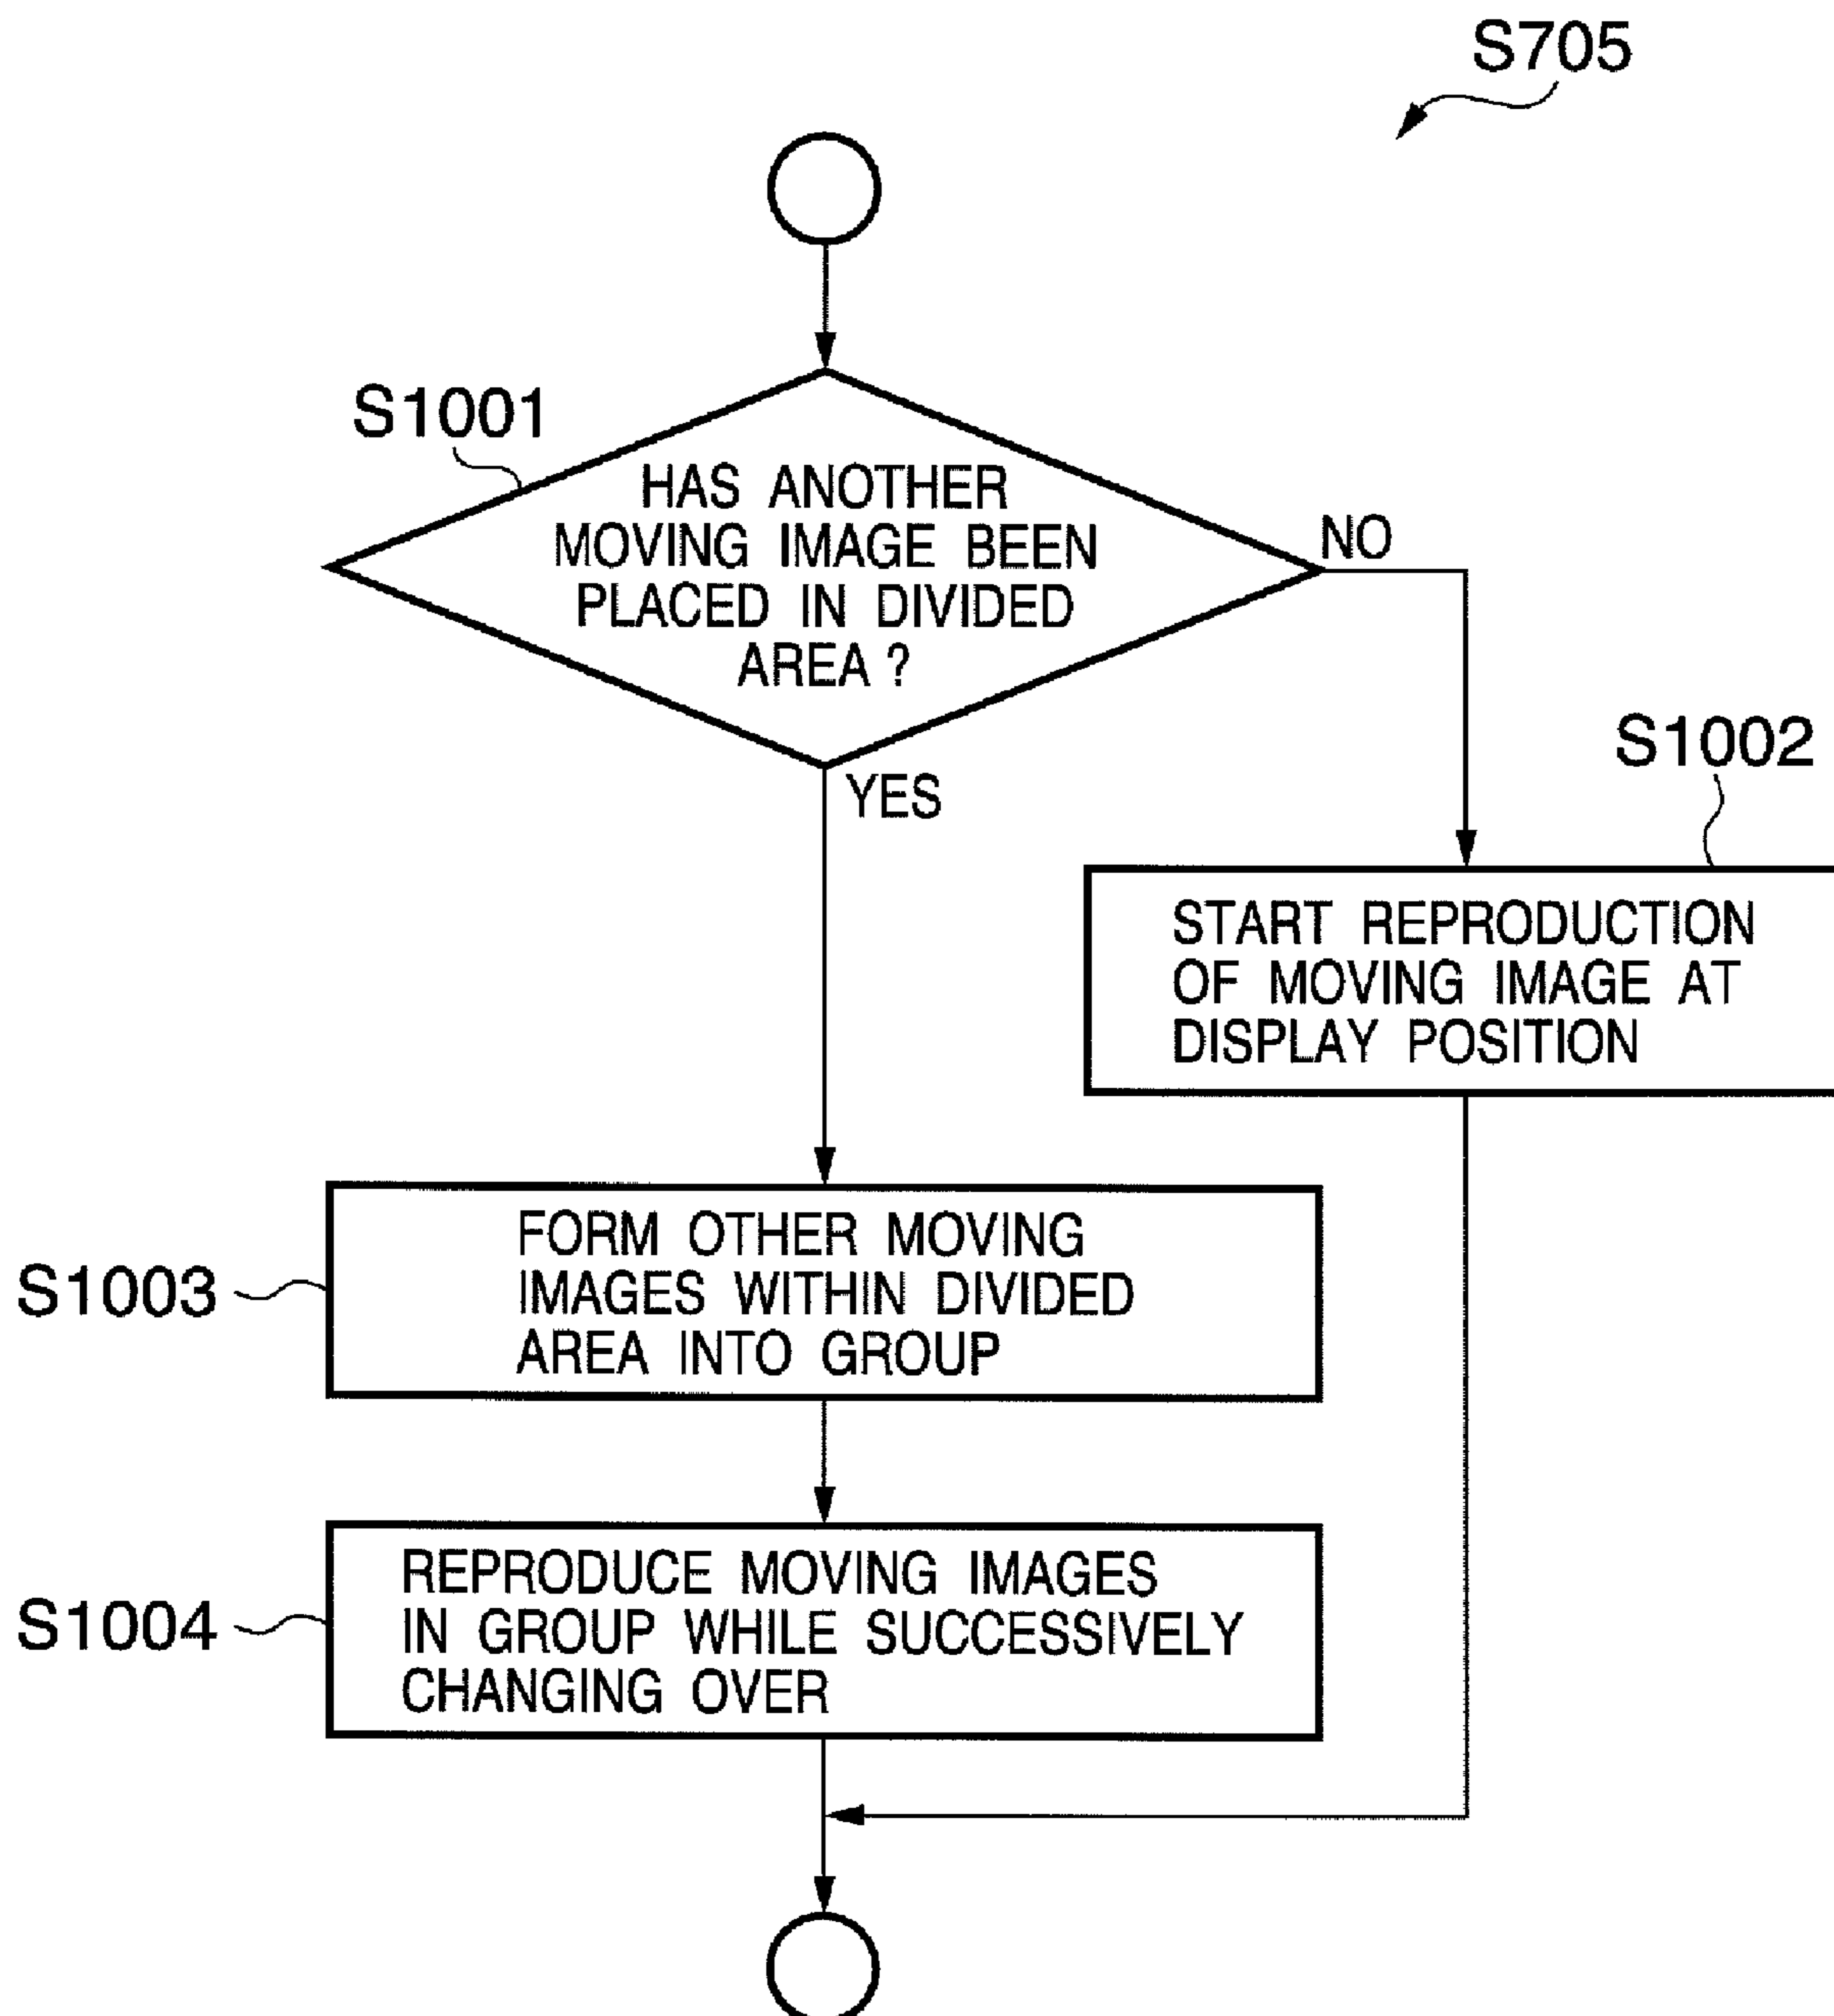 S705
S1001
HAS ANOTHER
MOVING IMAGE BEEN
PLACED IN DIVIDED
AREA ?
NO
YES
S1002
START REPRODUCTION
OF MOVING IMAGE AT
DISPLAY POSITION
S1003
FORM OTHER MOVING
IMAGES WITHIN DIVIDED
AREA INTO GROUP
S1004
REPRODUCE MOVING IMAGES
IN GROUP WHILE SUCCESSIVELY
CHANGING OVER